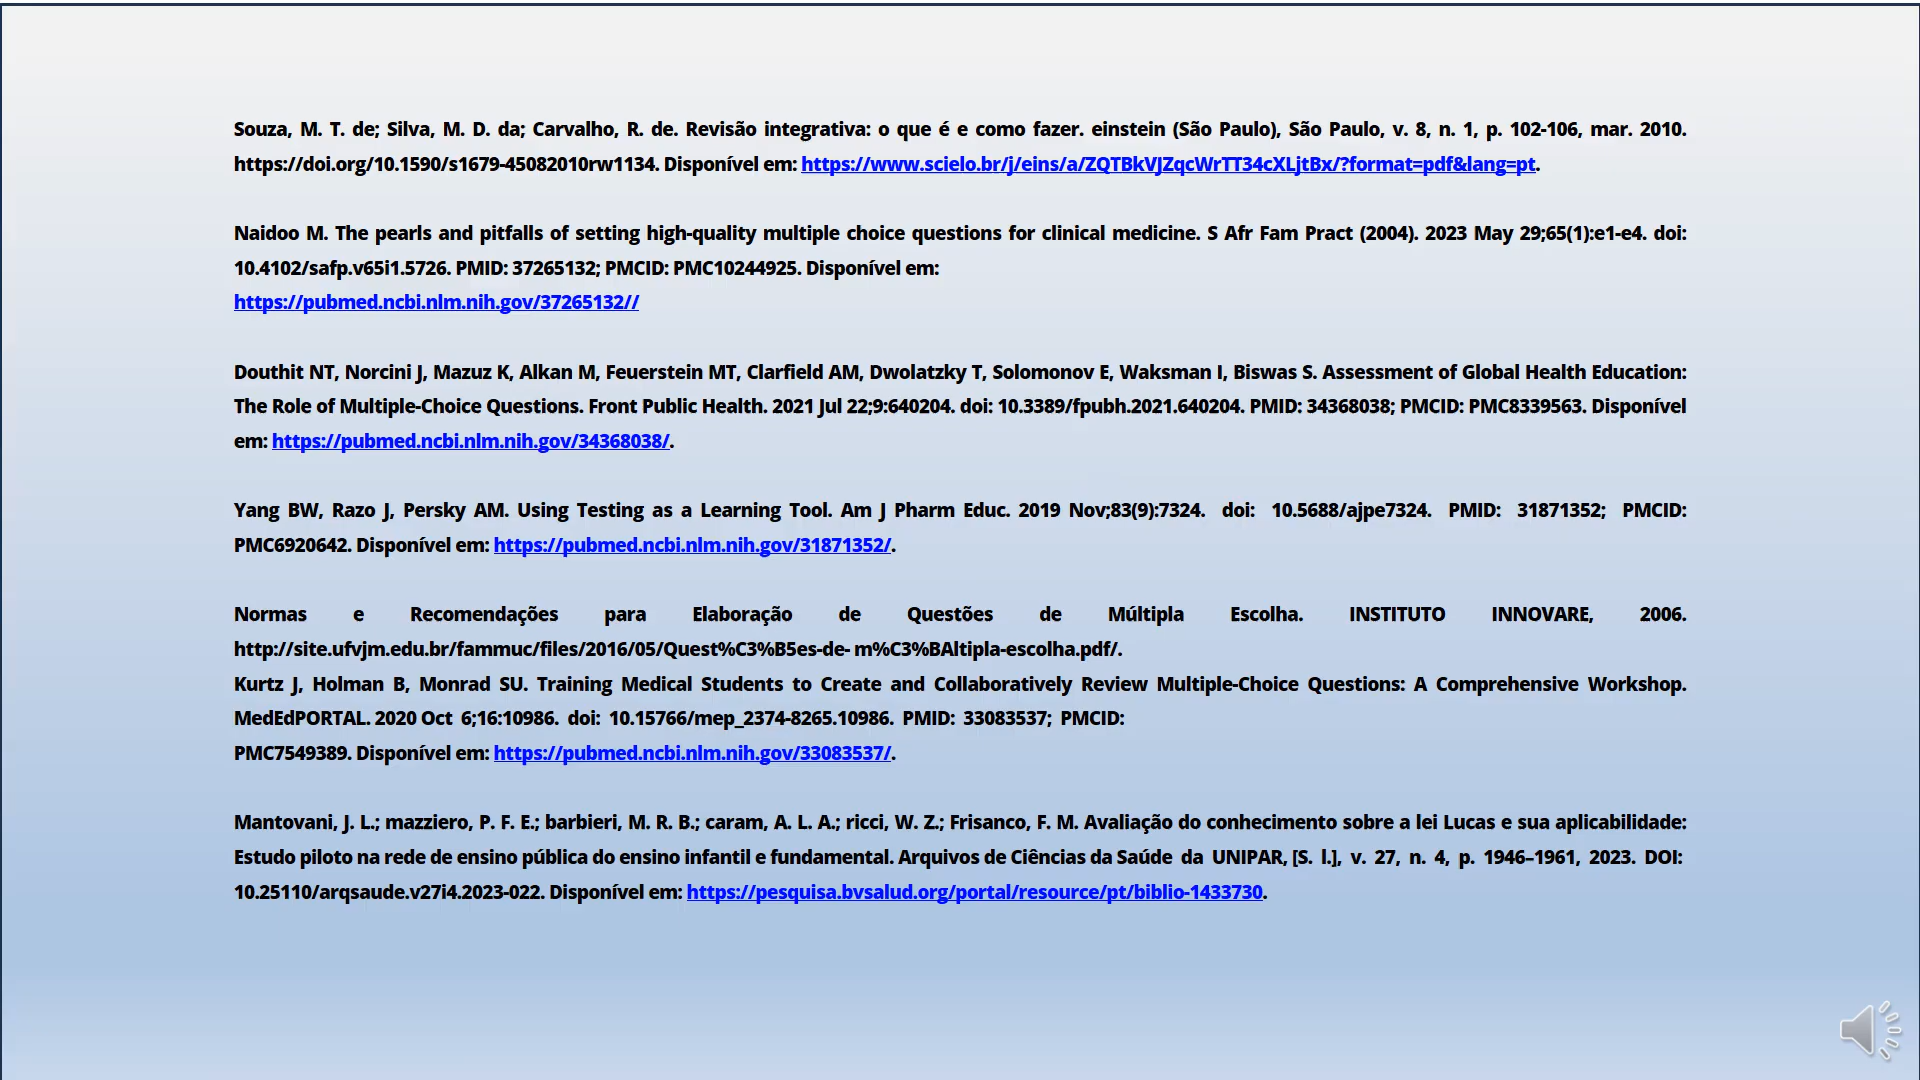 Souza, M. T. de; Silva, M. D. da; Carvalho, R. de. Revisão integrativa: o que é e como fazer. einstein (São Paulo), São Paulo, v. 8, n. 1, p. 102-106, mar. 2010.
https://doi.org/10.1590/s1679-45082010rw1134. Disponível em: https://www.scielo.br/j/eins/a/ZQTBkVJZqcWrTT34cXLjtBx/?format=pdf&lang=pt.
Naidoo M. The pearls and pitfalls of setting high-quality multiple choice questions for clinical medicine. S Afr Fam Pract (2004). 2023 May 29;65(1):e1-e4. doi:
10.4102/safp.v65i1.5726. PMID: 37265132; PMCID: PMC10244925. Disponível em:
https://pubmed.ncbi.nlm.nih.gov/37265132//
Douthit NT, Norcini J, Mazuz K, Alkan M, Feuerstein MT, Clarfield AM, Dwolatzky T, Solomonov E, Waksman I, Biswas S. Assessment of Global Health Education:
The Role of Multiple-Choice Questions. Front Public Health. 2021 Jul 22;9:640204. doi: 10.3389/fpubh.2021.640204. PMID: 34368038; PMCID: PMC8339563. Disponível
em: https://pubmed.ncbi.nlm.nih.gov/34368038/.
Yang BW, Razo J, Persky AM. Using Testing as a Learning Tool. Am J Pharm Educ. 2019 Nov;83(9):7324. doi: 10.5688/ajpe7324. PMID: 31871352; PMCID:
PMC6920642. Disponível em: https://pubmed.ncbi.nlm.nih.gov/31871352/.
Normas e Recomendações para Elaboração de Questões de Múltipla Escolha. INSTITUTO INNOVARE, 2006.
http://site.ufvjm.edu.br/fammuc/files/2016/05/Quest%C3%B5es-de- m%C3%BAltipla-escolha.pdf/.
Kurtz J, Holman B, Monrad SU. Training Medical Students to Create and Collaboratively Review Multiple-Choice Questions: A Comprehensive Workshop.
MedEdPORTAL. 2020 Oct 6;16:10986. doi: 10.15766/mep_2374-8265.10986. PMID: 33083537; PMCID:
PMC7549389. Disponível em: https://pubmed.ncbi.nlm.nih.gov/33083537/.
Mantovani, J. L.; mazziero, P. F. E.; barbieri, M. R. B.; caram, A. L. A.; ricci, W. Z.; Frisanco, F. M. Avaliação do conhecimento sobre a lei Lucas e sua aplicabilidade:
Estudo piloto na rede de ensino pública do ensino infantil e fundamental. Arquivos de Ciências da Saúde da UNIPAR, [S. l.], v. 27, n. 4, p. 1946–1961, 2023. DOI:
10.25110/arqsaude.v27i4.2023-022. Disponível em: https://pesquisa.bvsalud.org/portal/resource/pt/biblio-1433730.